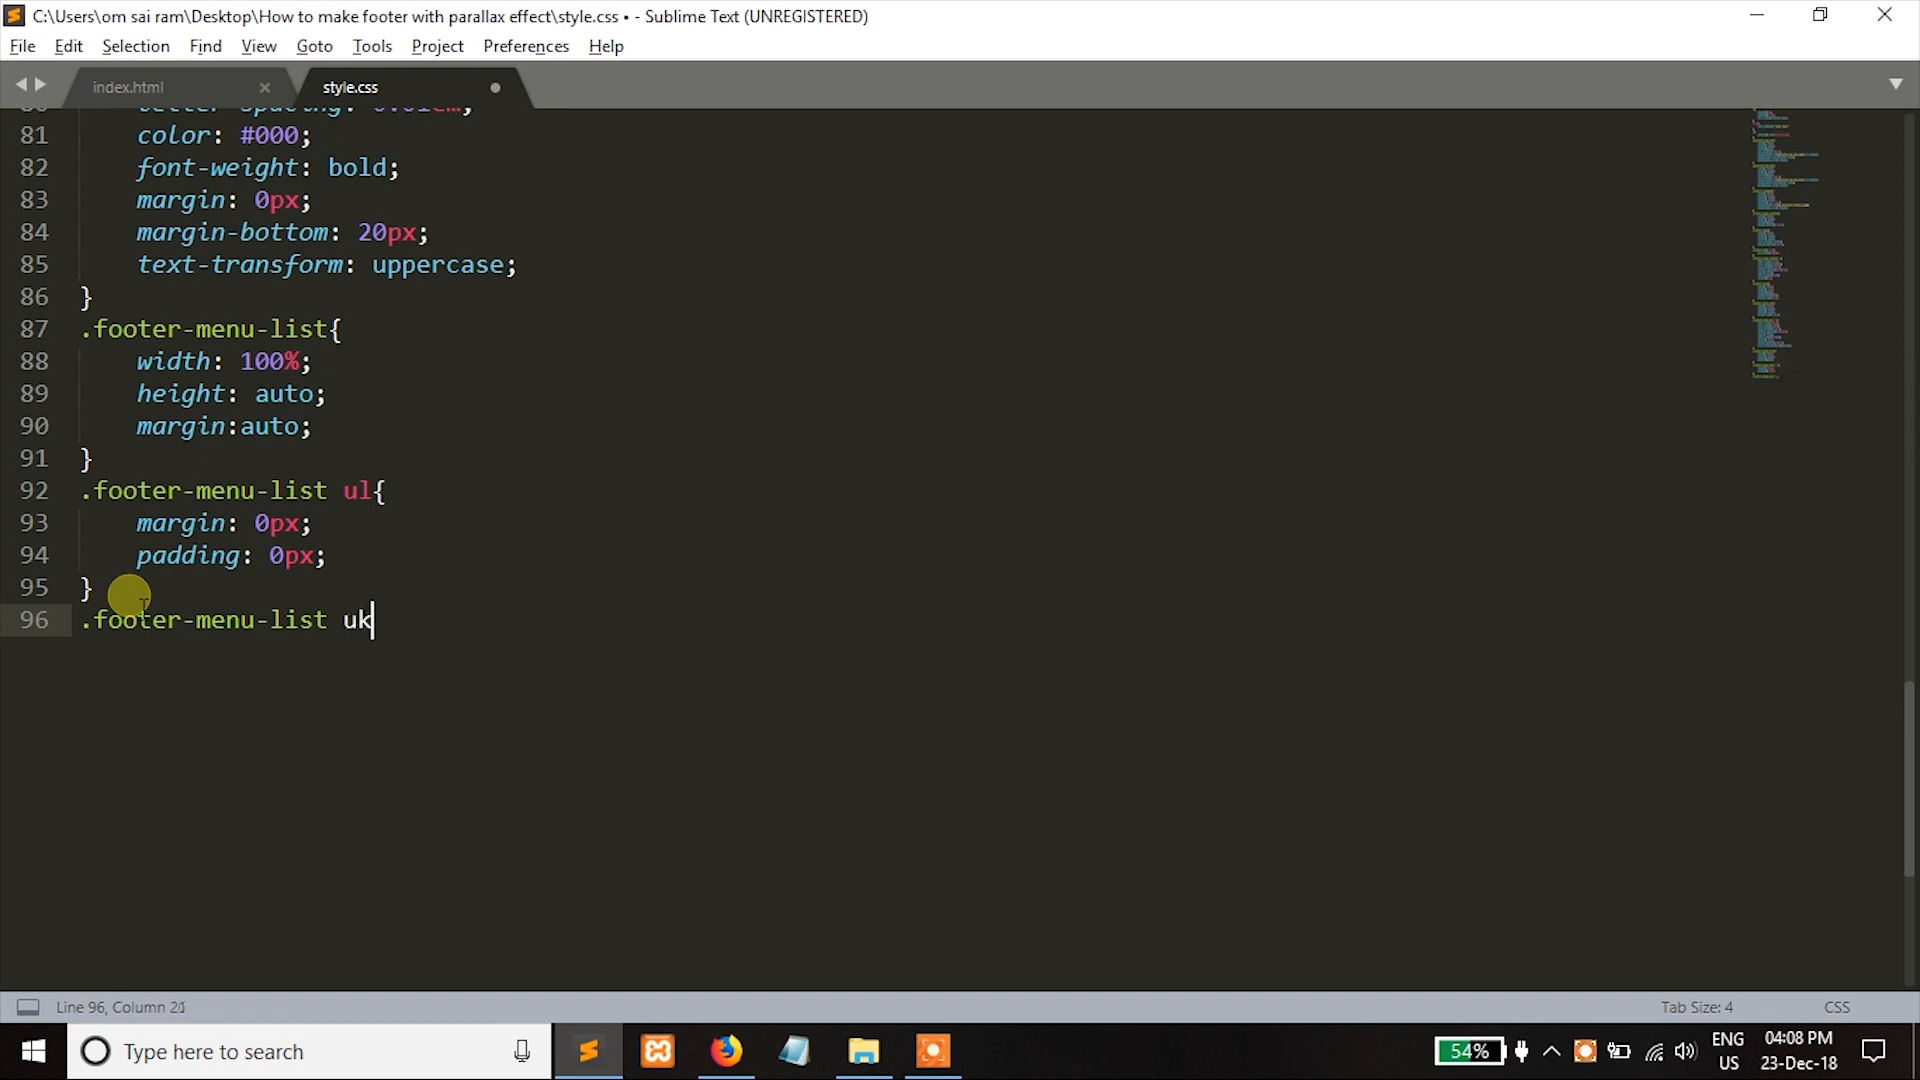 C:\Users\om sai ram\Desktop\How to make footer with parallax effect\style.css • - Sublime Text (UNREGISTERED)
File Edit Selection Find View Goto Tools Project Preferences Help
index.html style.css
81 color: #000;
82 font-weight: bold;
83 margin: 0px;
84 margin-bottom: 20px;
85 text-transform: uppercase;
86 }
87 .footer-menu-list{
88 width: 100%;
89 height: auto;
90 margin:auto;
91 }
92 .footer-menu-list ul{
93 margin: 0px;
94 padding: 0px;
95 }
96 .footer-menu-list uk
Line 96, Column Tab Size: 4 CSS
Type here to search 54% ENG 04:08 PM
US 23-Dec-18